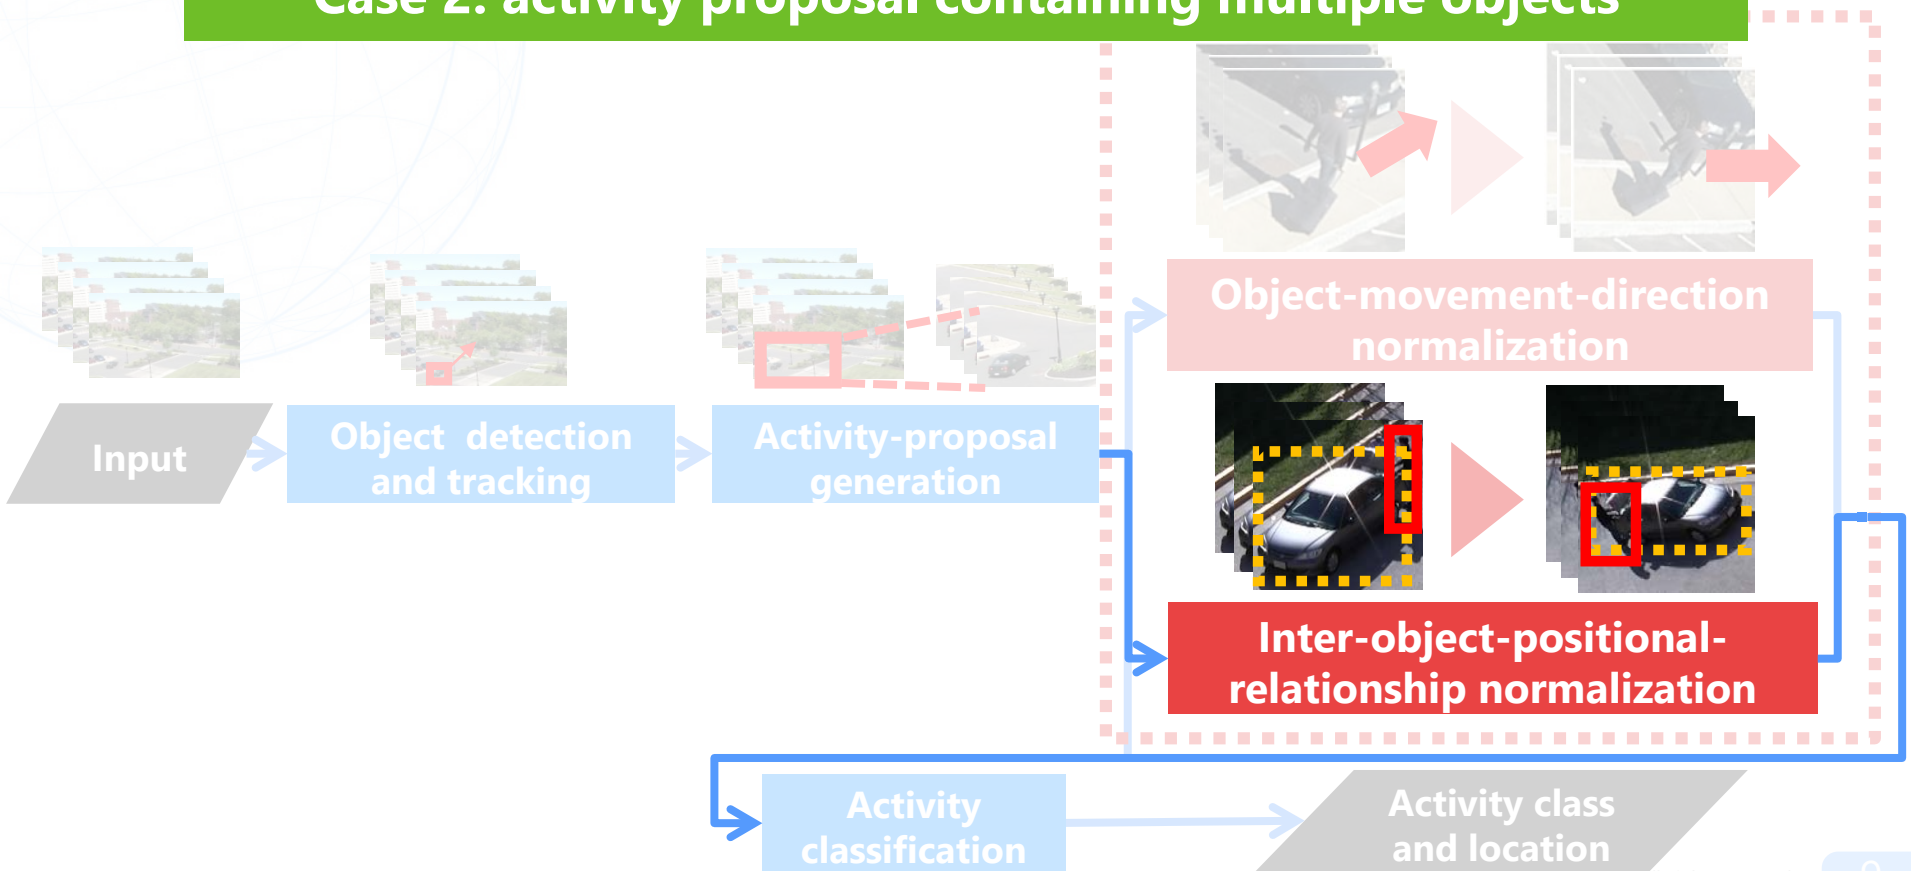 Case 2: activity proposal containing multiple objects
Object-movement-direction
normalization
Input
Object detection
and tracking
Activity-proposal
generation
Inter-object-positional-
relationship normalization
Activity
classification
Activity class
and location